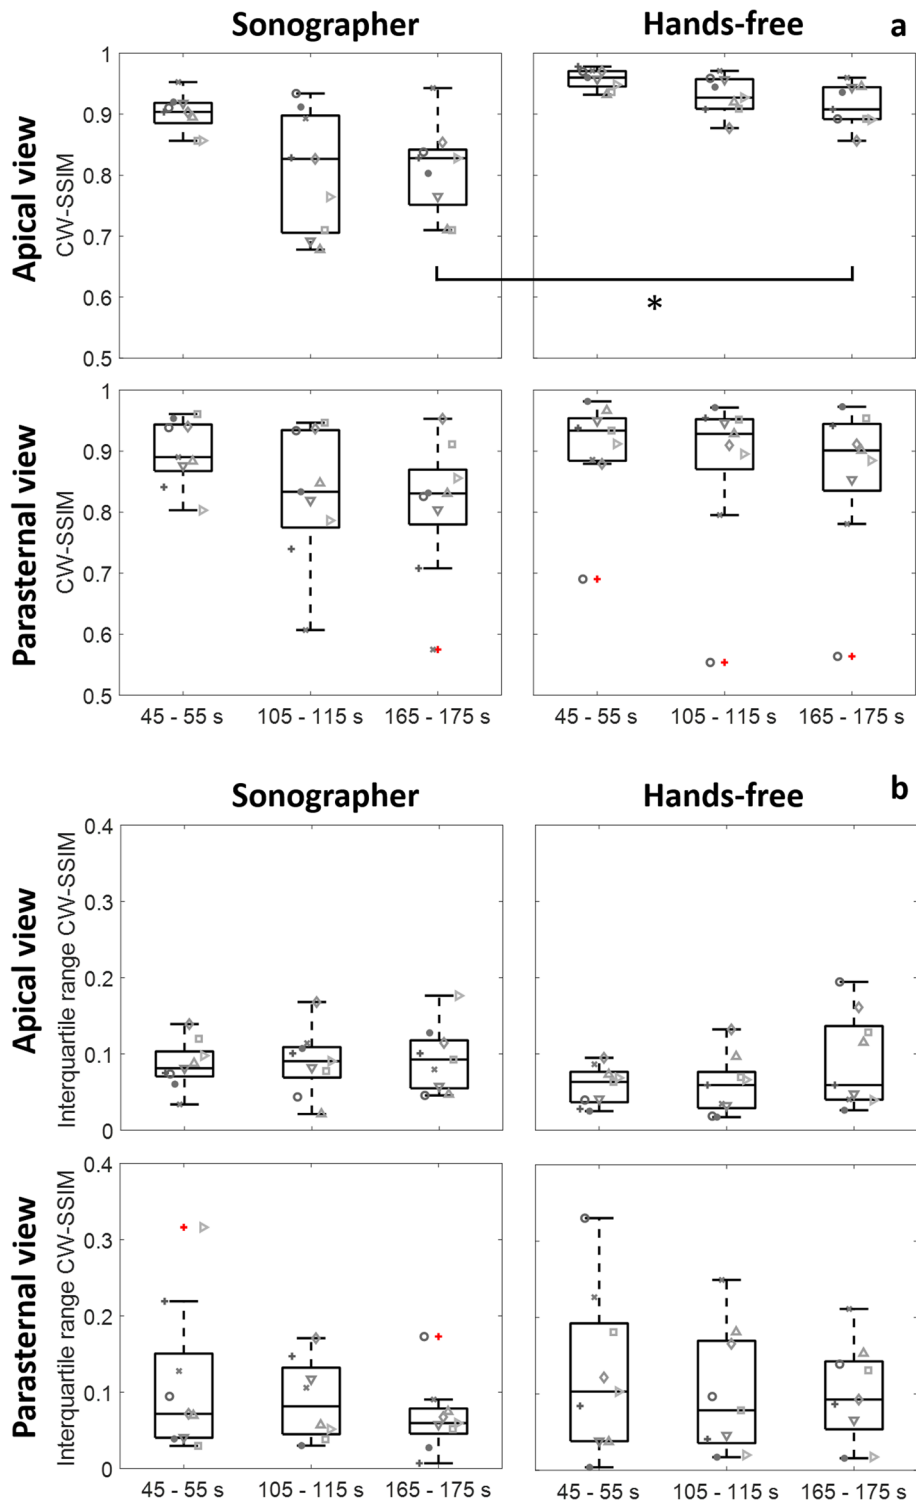 Sonographer Hands-free a
Apical view
CW-SSIM
1
0.9
0.8
0.7
0.6
0.5
*
Parasternal view
CW-SSIM
1
0.9
0.8
0.7
0.6
0.5
45 - 55 s 105 - 115 s 165 - 175 s 45 - 55 s 105 - 115 s 165 - 175 s
Sonographer Hands-free b
Apical view
Interquartile range CW-SSIM
0.4
0.3
0.2
0.1
0
Parasternal view
Interquartile range CW-SSIM
0.4
0.3
0.2
0.1
0
45 - 55 s 105 - 115 s 165 - 175 s 45 - 55 s 105 - 115 s 165 - 175 s